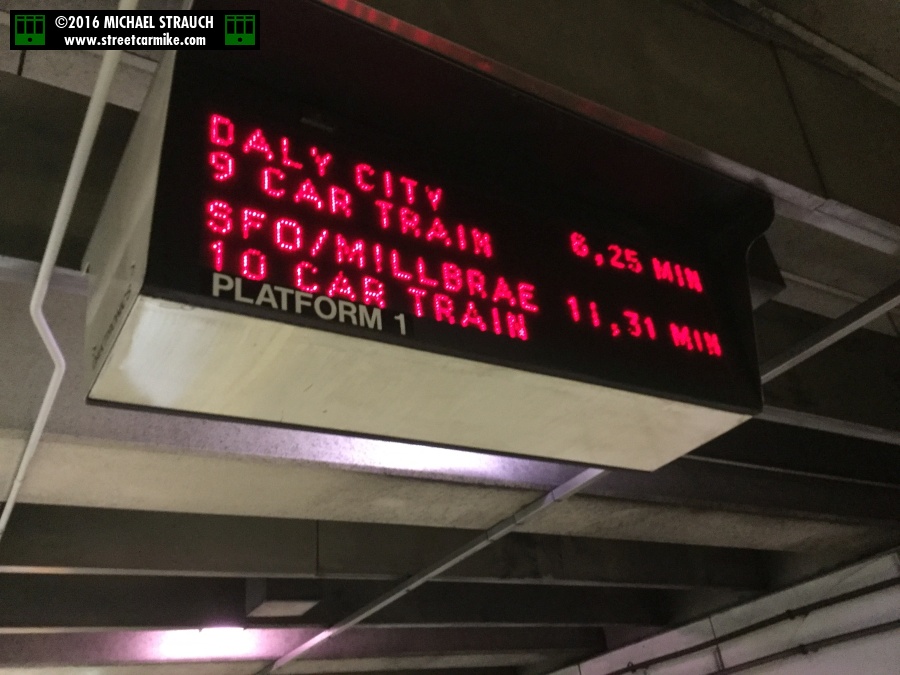 ©2016 MICHAEL STRAUCH
www.streetcarmike.com
DALY CITY
9 CAR TRAIN 8,25 MIN
SFO/MILLBRAE
10 CAR TRAIN 11,31 MIN
PLATFORM 1